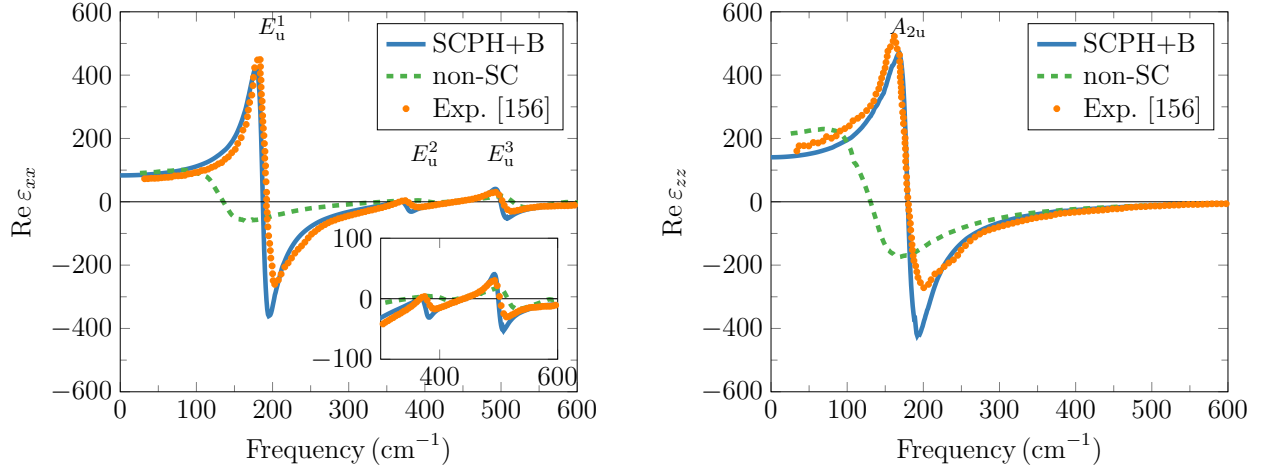 600
400
200
0
−200
−400
−600
0
100
200
300
400
500
600
Re ε_xx
Frequency (cm⁻¹)
E_u^1
E_u^2
E_u^3
SCPH+B
non-SC
Exp. [156]
100
0
−100
400
600
600
400
200
0
−200
−400
−600
0
100
200
300
400
500
600
Re ε_zz
Frequency (cm⁻¹)
A_2u
SCPH+B
non-SC
Exp. [156]